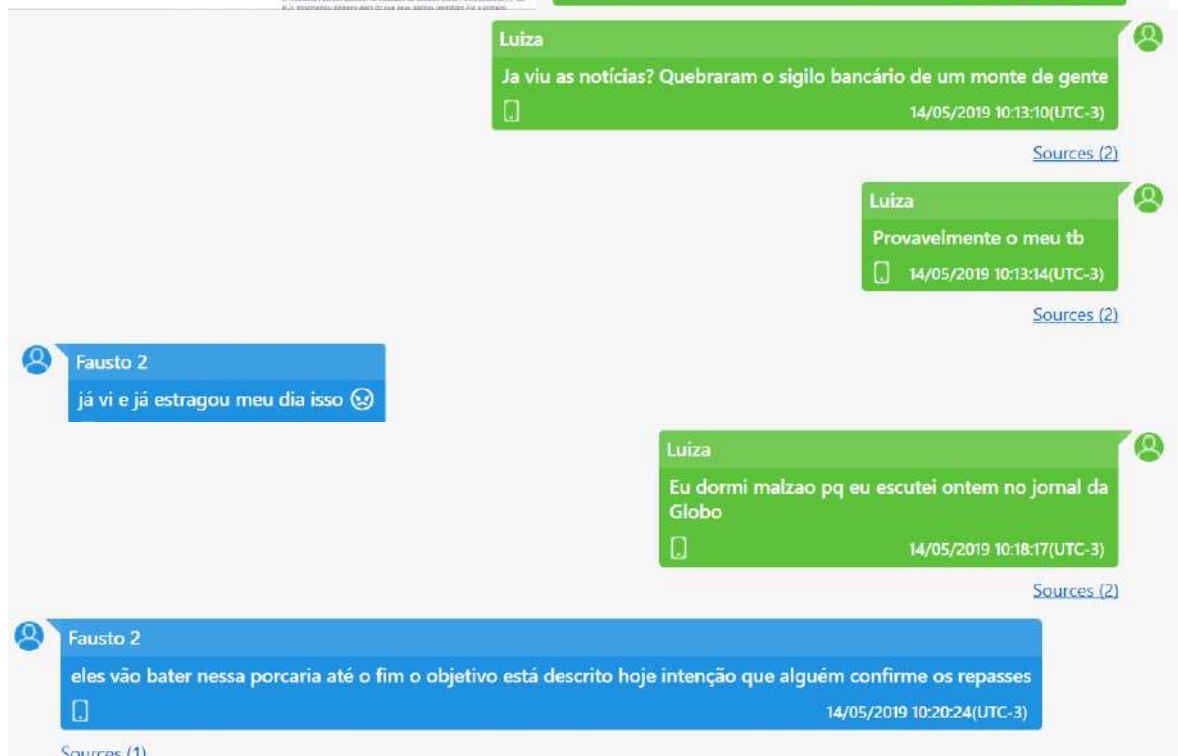 Luiza
Ja viu as notícias? Quebraram o sigilo bancário de um monte de gente
14/05/2019 10:13:10(UTC-3)
Sources (2)
Luiza
Provavelmente o meu tb
14/05/2019 10:13:14(UTC-3)
Sources (2)
Fausto 2
já vi e já estragou meu dia isso
Luiza
Eu dormi malzao pq eu escutei ontem no jornal da
Globo
14/05/2019 10:18:17(UTC-3)
Sources (2)
Fausto 2
eles vão bater nessa porcaria até o fim o objetivo está descrito hoje intenção que alguém confirme os repasses
14/05/2019 10:20:24(UTC-3)
Sources (1)